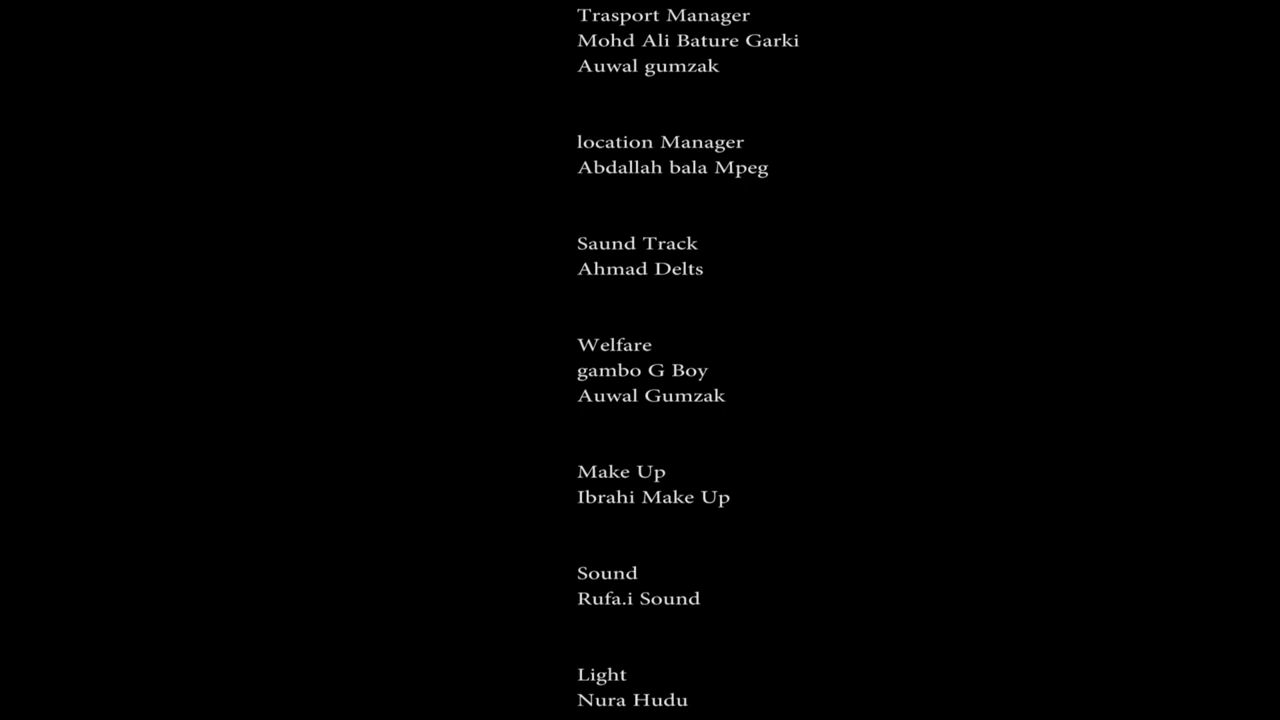 Trasport Manager
Mohd Ali Bature Garki
Auwal gumzak
location Manager
Abdallah bala Mpeg
Saund Track
Ahmad Delts
Welfare
gambo G Boy
Auwal Gumzak
Make Up
Ibrahi Make Up
Sound
Rufa.i Sound
Light
Nura Hudu